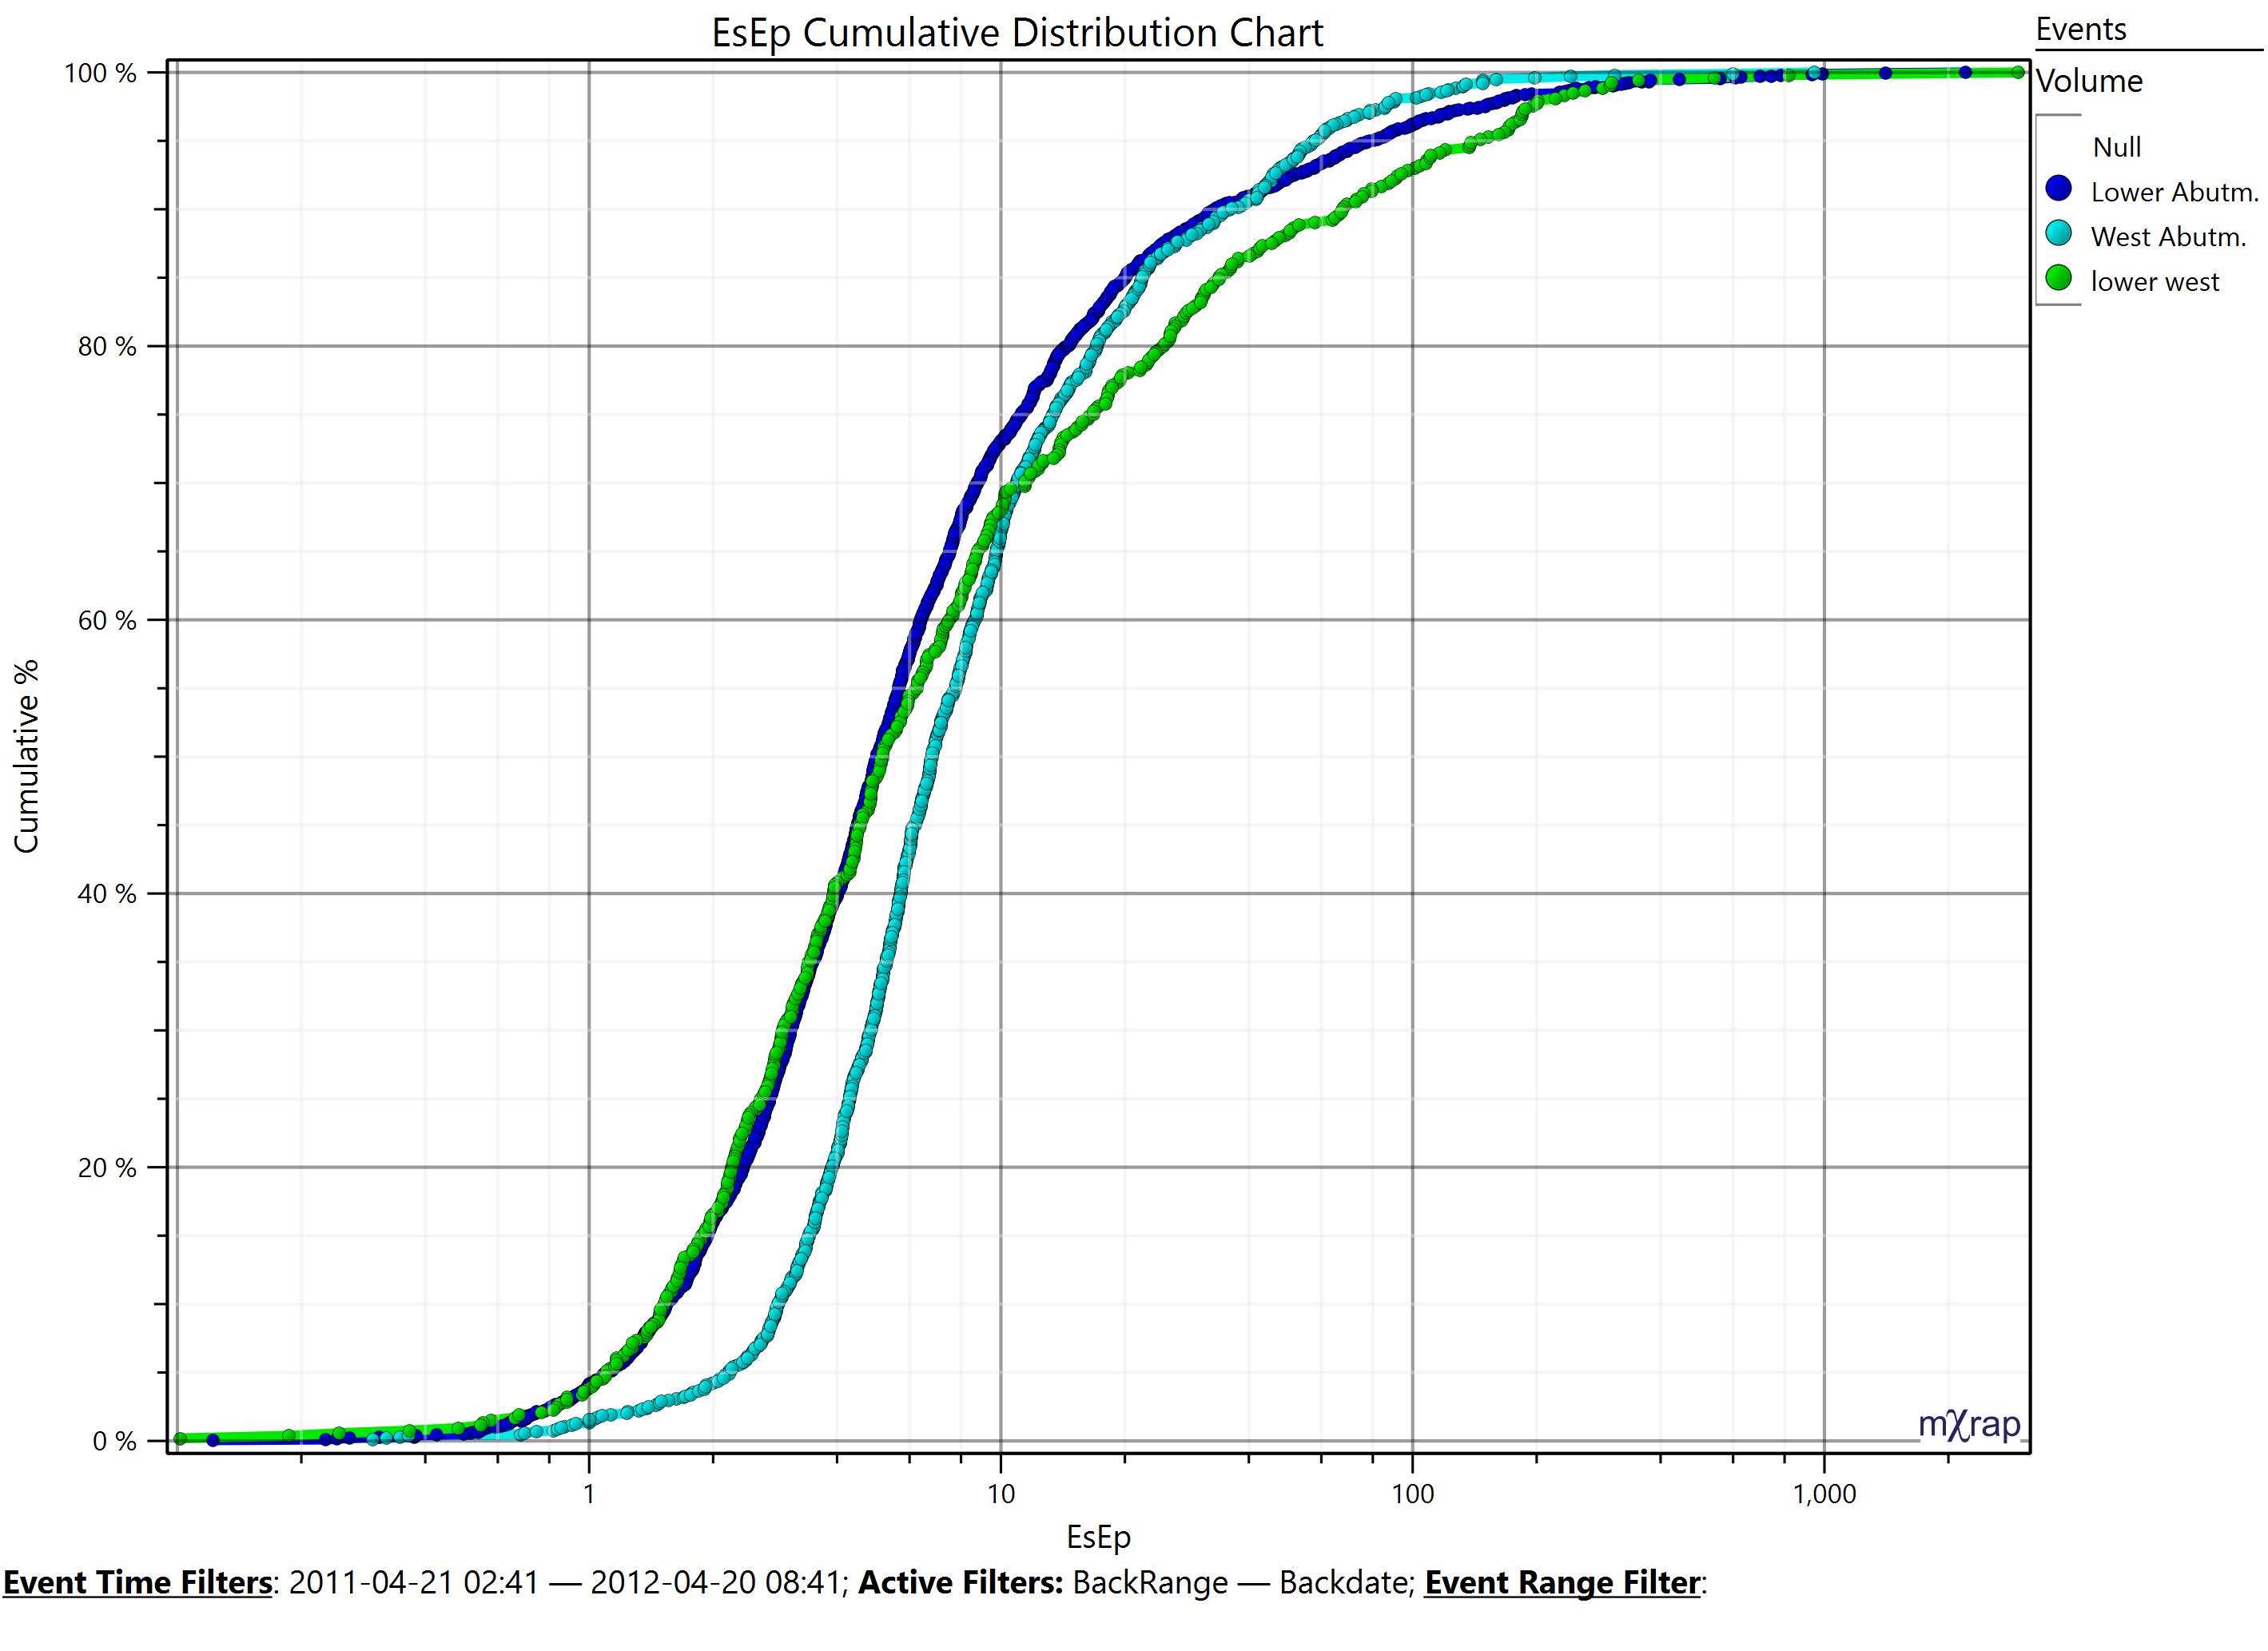 EsEp Cumulative Distribution Chart
Events
Volume
Null
Lower Abutm.
West Abutm.
lower west
100 %
80 %
60 %
40 %
20 %
0 %
Cumulative %
1
10
100
1,000
EsEp
mXrap
Event Time Filters: 2011-04-21 02:41 — 2012-04-20 08:41; Active Filters: BackRange — Backdate; Event Range Filter: